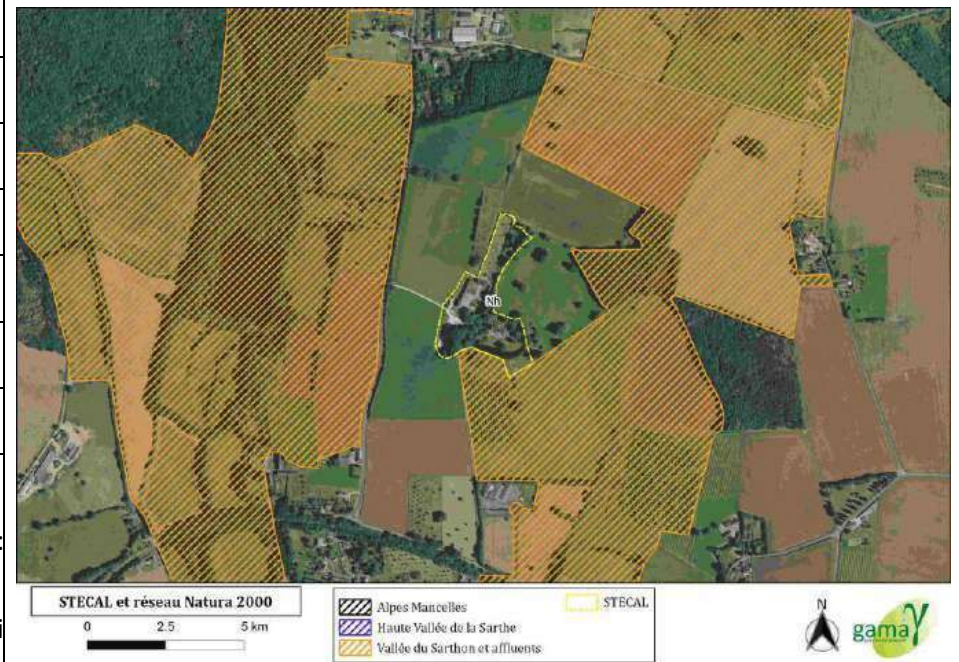 Nh
STECAL et réseau Natura 2000
0 2.5 5 km
Alpes Mancelles
Haute Vallée de la Sarthe
Vallée du Sarthon et affluents
STECAL
N
gama